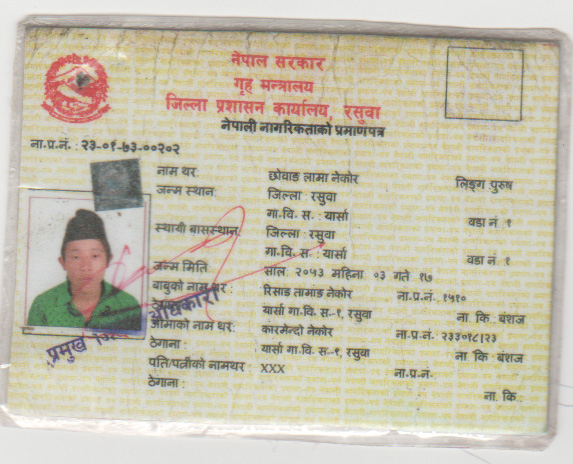 नेपाल सरकार
गृह मन्त्रालय
जिल्ला प्रशासन कार्यालय, रसुवा
नेपाली नागरिकताको प्रमाणपत्र
ना.प्र.नं. : २३-०१-७३-००२०२
नाम थर: छोवाङ लामा नेकोर लिङ्ग पुरुष
जन्म स्थान: जिल्ला : रसुवा
गा.वि. स. : यार्सा वडा नं १
स्थायी बासस्थान: जिल्ला : रसुवा
गा.वि. स. : यार्सा वडा नं १
जन्म मिति साल: २०५३ महिना ०३ गते १७
बाबुको नाम थर: रिसाङ तामाङ नेकोर ना.प्र.नं: १५१०
यार्सा गा.वि. स.-१, रसुवा ना. कि: बंशज
आमाको नाम थर: कारमेन्दो नेकोर ना.प्र.नं: २३३०१८।२३
ठेगाना : यार्सा गा.वि. स.-१, रसुवा ना. कि: बंशज
पति/पत्नीको नामथर : XXX ना.प्र.नं:
ठेगाना : ना. कि:
प्रमुख अधिकारी